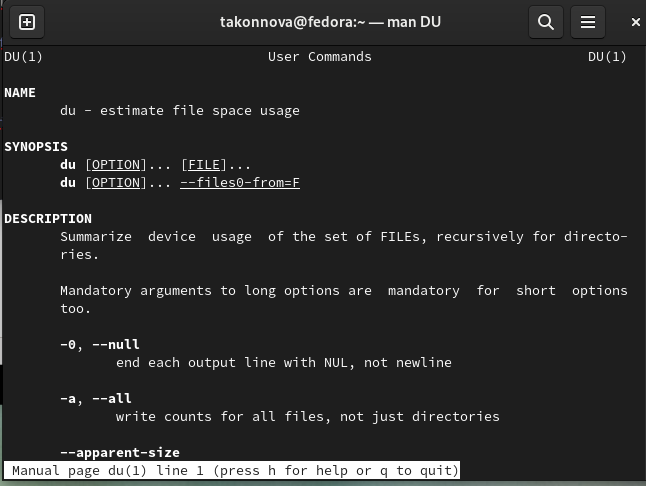 takonnova@fedora:~ — man DU
DU(1) User Commands DU(1)
NAME
du - estimate file space usage
SYNOPSIS
du [OPTION]... [FILE]...
du [OPTION]... --files0-from=F
DESCRIPTION
Summarize device usage of the set of FILEs, recursively for directo-
ries.
Mandatory arguments to long options are mandatory for short options
too.
-0, --null
end each output line with NUL, not newline
-a, --all
write counts for all files, not just directories
--apparent-size
Manual page du(1) line 1 (press h for help or q to quit)